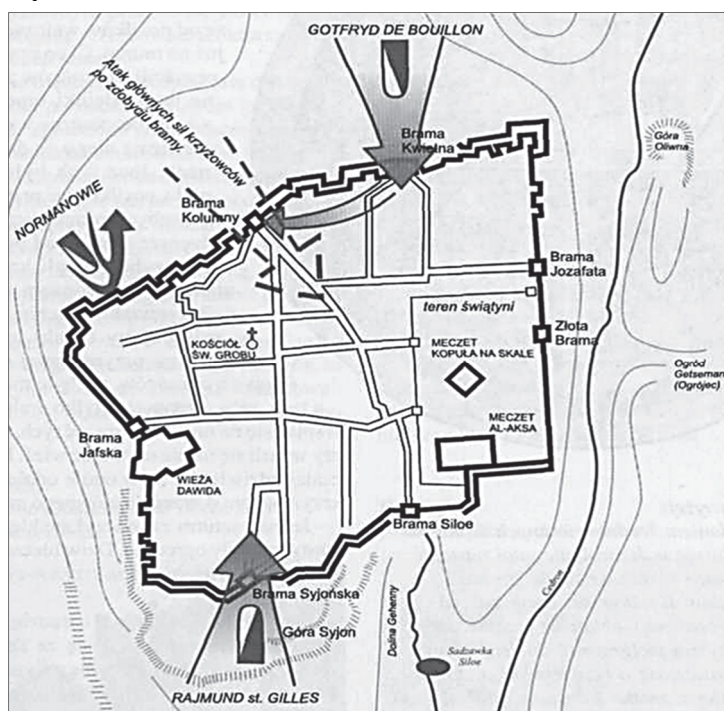 GOTFRYD DE BOUILLON
Atak głównych sił krzyżowców
po zdobyciu bramy
Brama
Kwietna
Góra
Oliwna
NORMANOWIE
Brama
Kolumny
Brama
Jozafata
teren świątyni
Złota
Brama
KOŚCIÓŁ
ŚW. GROBU
MECZET
KOPUŁA NA SKALE
Ogród
Getsemani
(Ogrójec)
MECZET
AL-AKSA
Brama
Jafska
WIEŻA
DAWIDA
Brama Siloe
Brama Syjońska
Góra Syjon
Dolina Gehenny
Cedron
Sadzawka
Siloe
RAJMUND st. GILLES